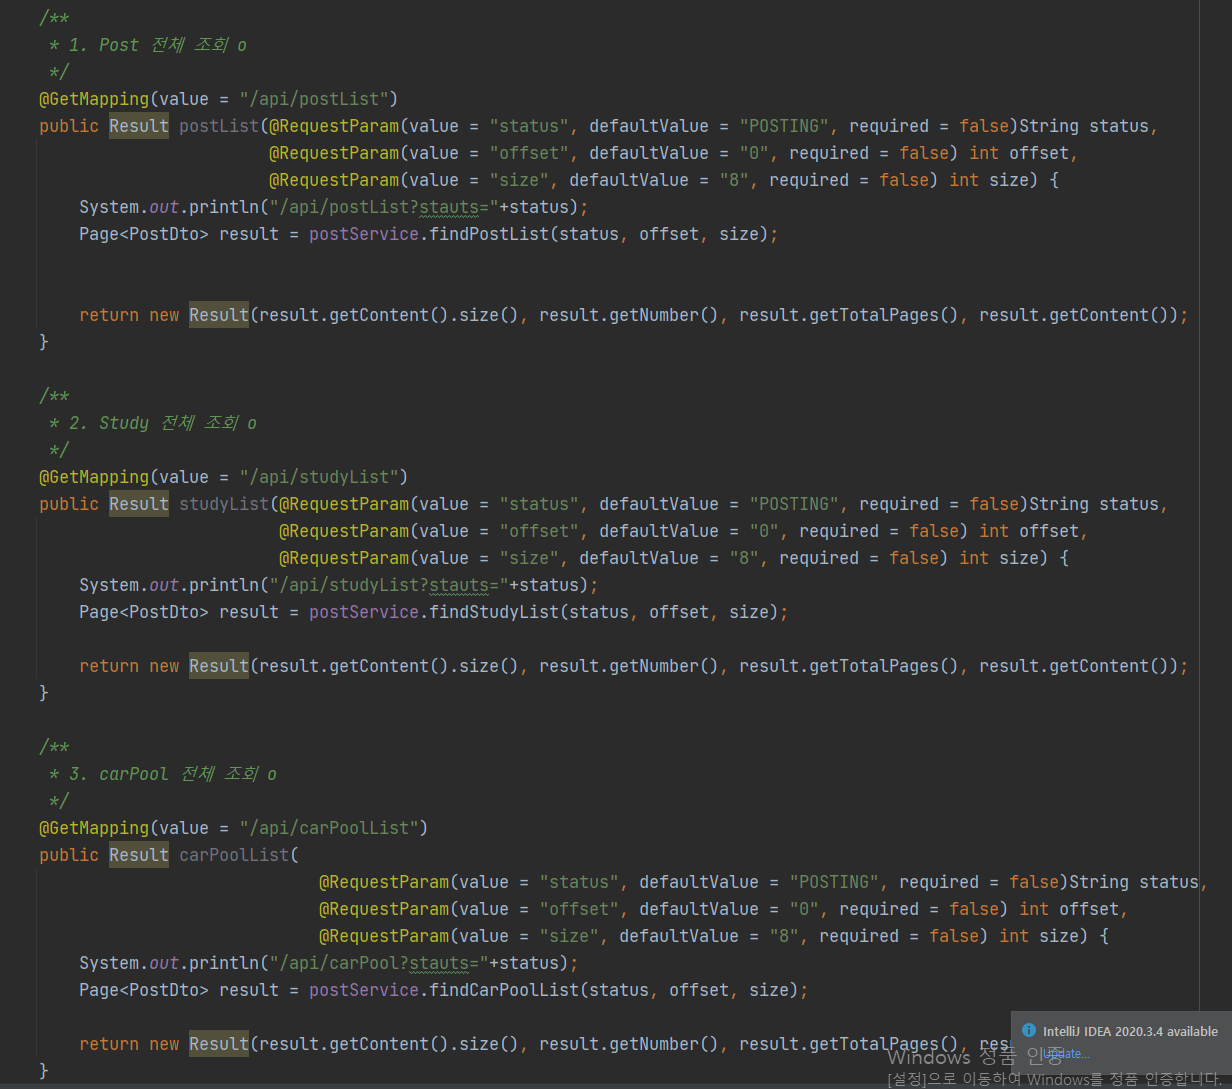 /**
 * 1. Post 전체 조회 o
 */
@GetMapping(value = "/api/postList")
public Result postList(@RequestParam(value = "status", defaultValue = "POSTING", required = false)String status,
                       @RequestParam(value = "offset", defaultValue = "0", required = false) int offset,
                       @RequestParam(value = "size", defaultValue = "8", required = false) int size) {
    System.out.println("/api/postList?stauts="+status);
    Page<PostDto> result = postService.findPostList(status, offset, size);
    return new Result(result.getContent().size(), result.getNumber(), result.getTotalPages(), result.getContent());
}
/**
 * 2. Study 전체 조회 o
 */
@GetMapping(value = "/api/studyList")
public Result studyList(@RequestParam(value = "status", defaultValue = "POSTING", required = false)String status,
                        @RequestParam(value = "offset", defaultValue = "0", required = false) int offset,
                        @RequestParam(value = "size", defaultValue = "8", required = false) int size) {
    System.out.println("/api/studyList?stauts="+status);
    Page<PostDto> result = postService.findStudyList(status, offset, size);
    return new Result(result.getContent().size(), result.getNumber(), result.getTotalPages(), result.getContent());
}
/**
 * 3. carPool 전체 조회 o
 */
@GetMapping(value = "/api/carPoolList")
public Result carPoolList(
                            @RequestParam(value = "status", defaultValue = "POSTING", required = false)String status,
                            @RequestParam(value = "offset", defaultValue = "0", required = false) int offset,
                            @RequestParam(value = "size", defaultValue = "8", required = false) int size) {
    System.out.println("/api/carPool?stauts="+status);
    Page<PostDto> result = postService.findCarPoolList(status, offset, size);
    return new Result(result.getContent().size(), result.getNumber(), result.getTotalPages(), res
}
IntelliJ IDEA 2020.3.4 available
Update...
Windows 정품 인증
[설정]으로 이동하여 Windows를 정품 인증합니다.